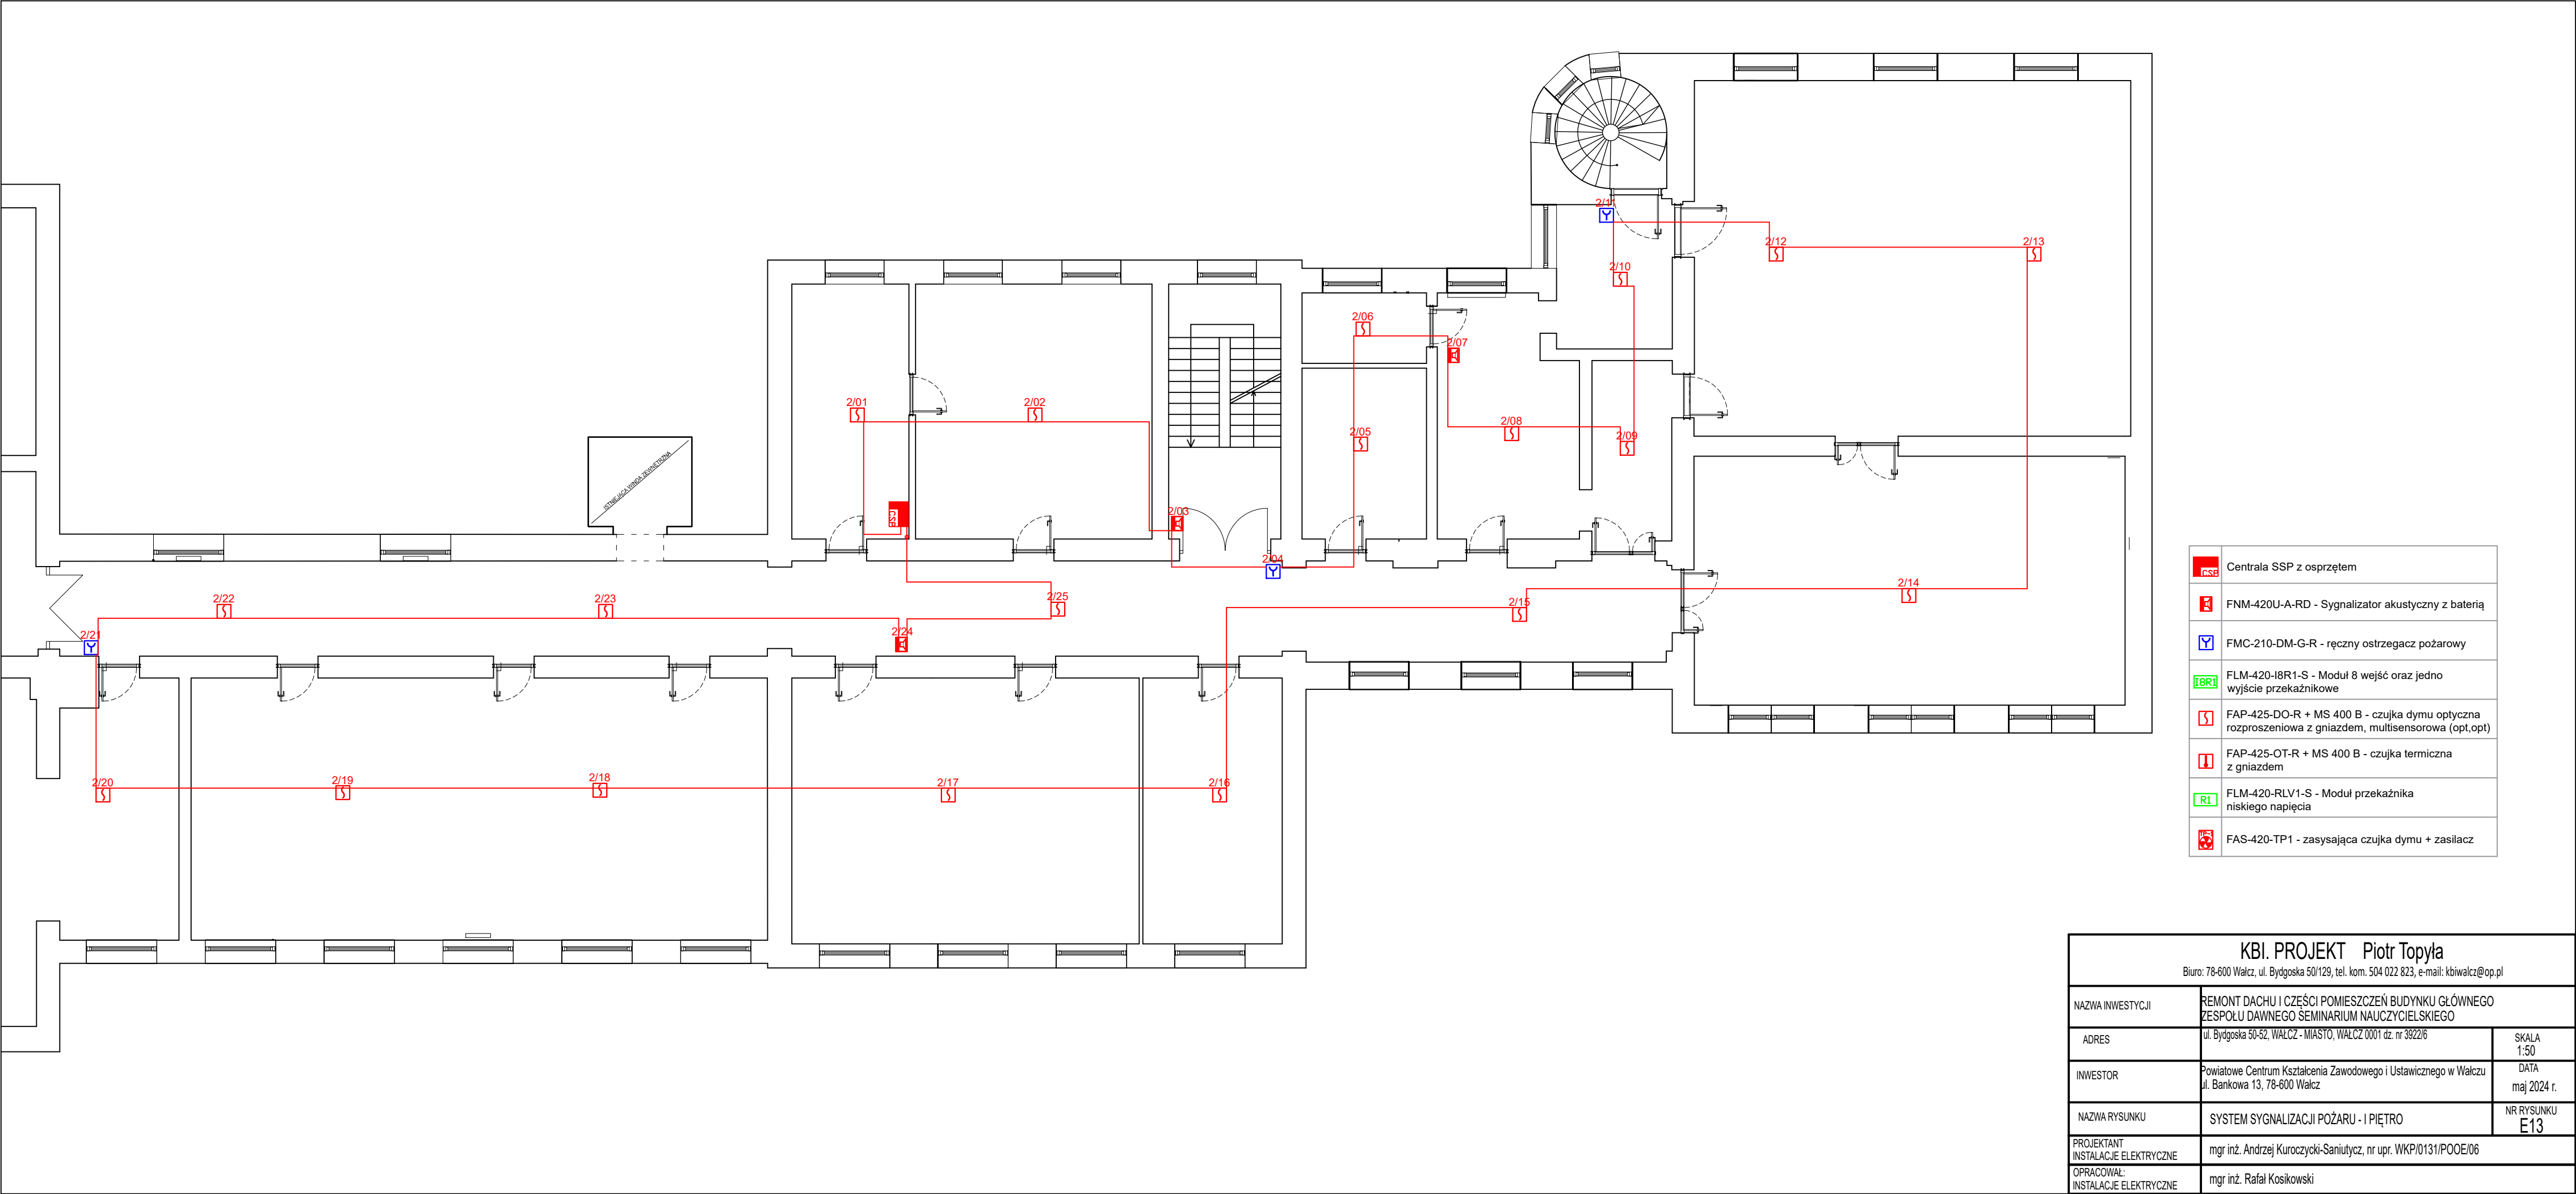 2/11
2/12
2/13
2/10
2/06
2/07
2/01
2/02
2/08
2/05
2/09
ISTNIEJĄCA WINDA ZEWNĘTRZNA
CSP
2/03
2/04
2/14
2/25
2/22
2/23
2/15
2/21
2/24
2/20
2/19
2/18
2/17
2/16
CSP
Centrala SSP z osprzętem
FNM-420U-A-RD - Sygnalizator akustyczny z baterią
FMC-210-DM-G-R - ręczny ostrzegacz pożarowy
I8R1
FLM-420-I8R1-S - Moduł 8 wejść oraz jedno
wyjście przekaźnikowe
FAP-425-DO-R + MS 400 B - czujka dymu optyczna
rozproszeniowa z gniazdem, multisensorowa (opt,opt)
FAP-425-OT-R + MS 400 B - czujka termiczna
z gniazdem
R1
FLM-420-RLV1-S - Moduł przekaźnika
niskiego napięcia
FAS-420-TP1 - zasysająca czujka dymu + zasilacz
KBI. PROJEKT Piotr Topyła
Biuro: 78-600 Wałcz, ul. Bydgoska 50/129, tel. kom. 504 022 823, e-mail: kbiwalcz@op.pl
NAZWA INWESTYCJI
REMONT DACHU I CZĘŚCI POMIESZCZEŃ BUDYNKU GŁÓWNEGO
ZESPOŁU DAWNEGO SEMINARIUM NAUCZYCIELSKIEGO
ADRES
ul. Bydgoska 50-52, WAŁCZ - MIASTO, WAŁCZ 0001 dz. nr 3922/6
SKALA
1:50
INWESTOR
Powiatowe Centrum Kształcenia Zawodowego i Ustawicznego w Wałczu
ul. Bankowa 13, 78-600 Wałcz
DATA
maj 2024 r.
NAZWA RYSUNKU
SYSTEM SYGNALIZACJI POŻARU - I PIĘTRO
NR RYSUNKU
E13
PROJEKTANT
INSTALACJE ELEKTRYCZNE
mgr inż. Andrzej Kuroczycki-Saniutycz, nr upr. WKP/0131/POOE/06
OPRACOWAŁ:
INSTALACJE ELEKTRYCZNE
mgr inż. Rafał Kosikowski